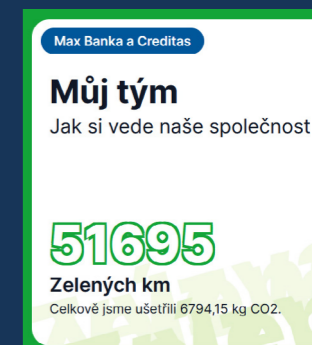 Max Banka a Creditas
Můj tým
Jak si vede naše společnost
51695
Zelených km
Celkově jsme ušetřili 6794,15 kg CO2.